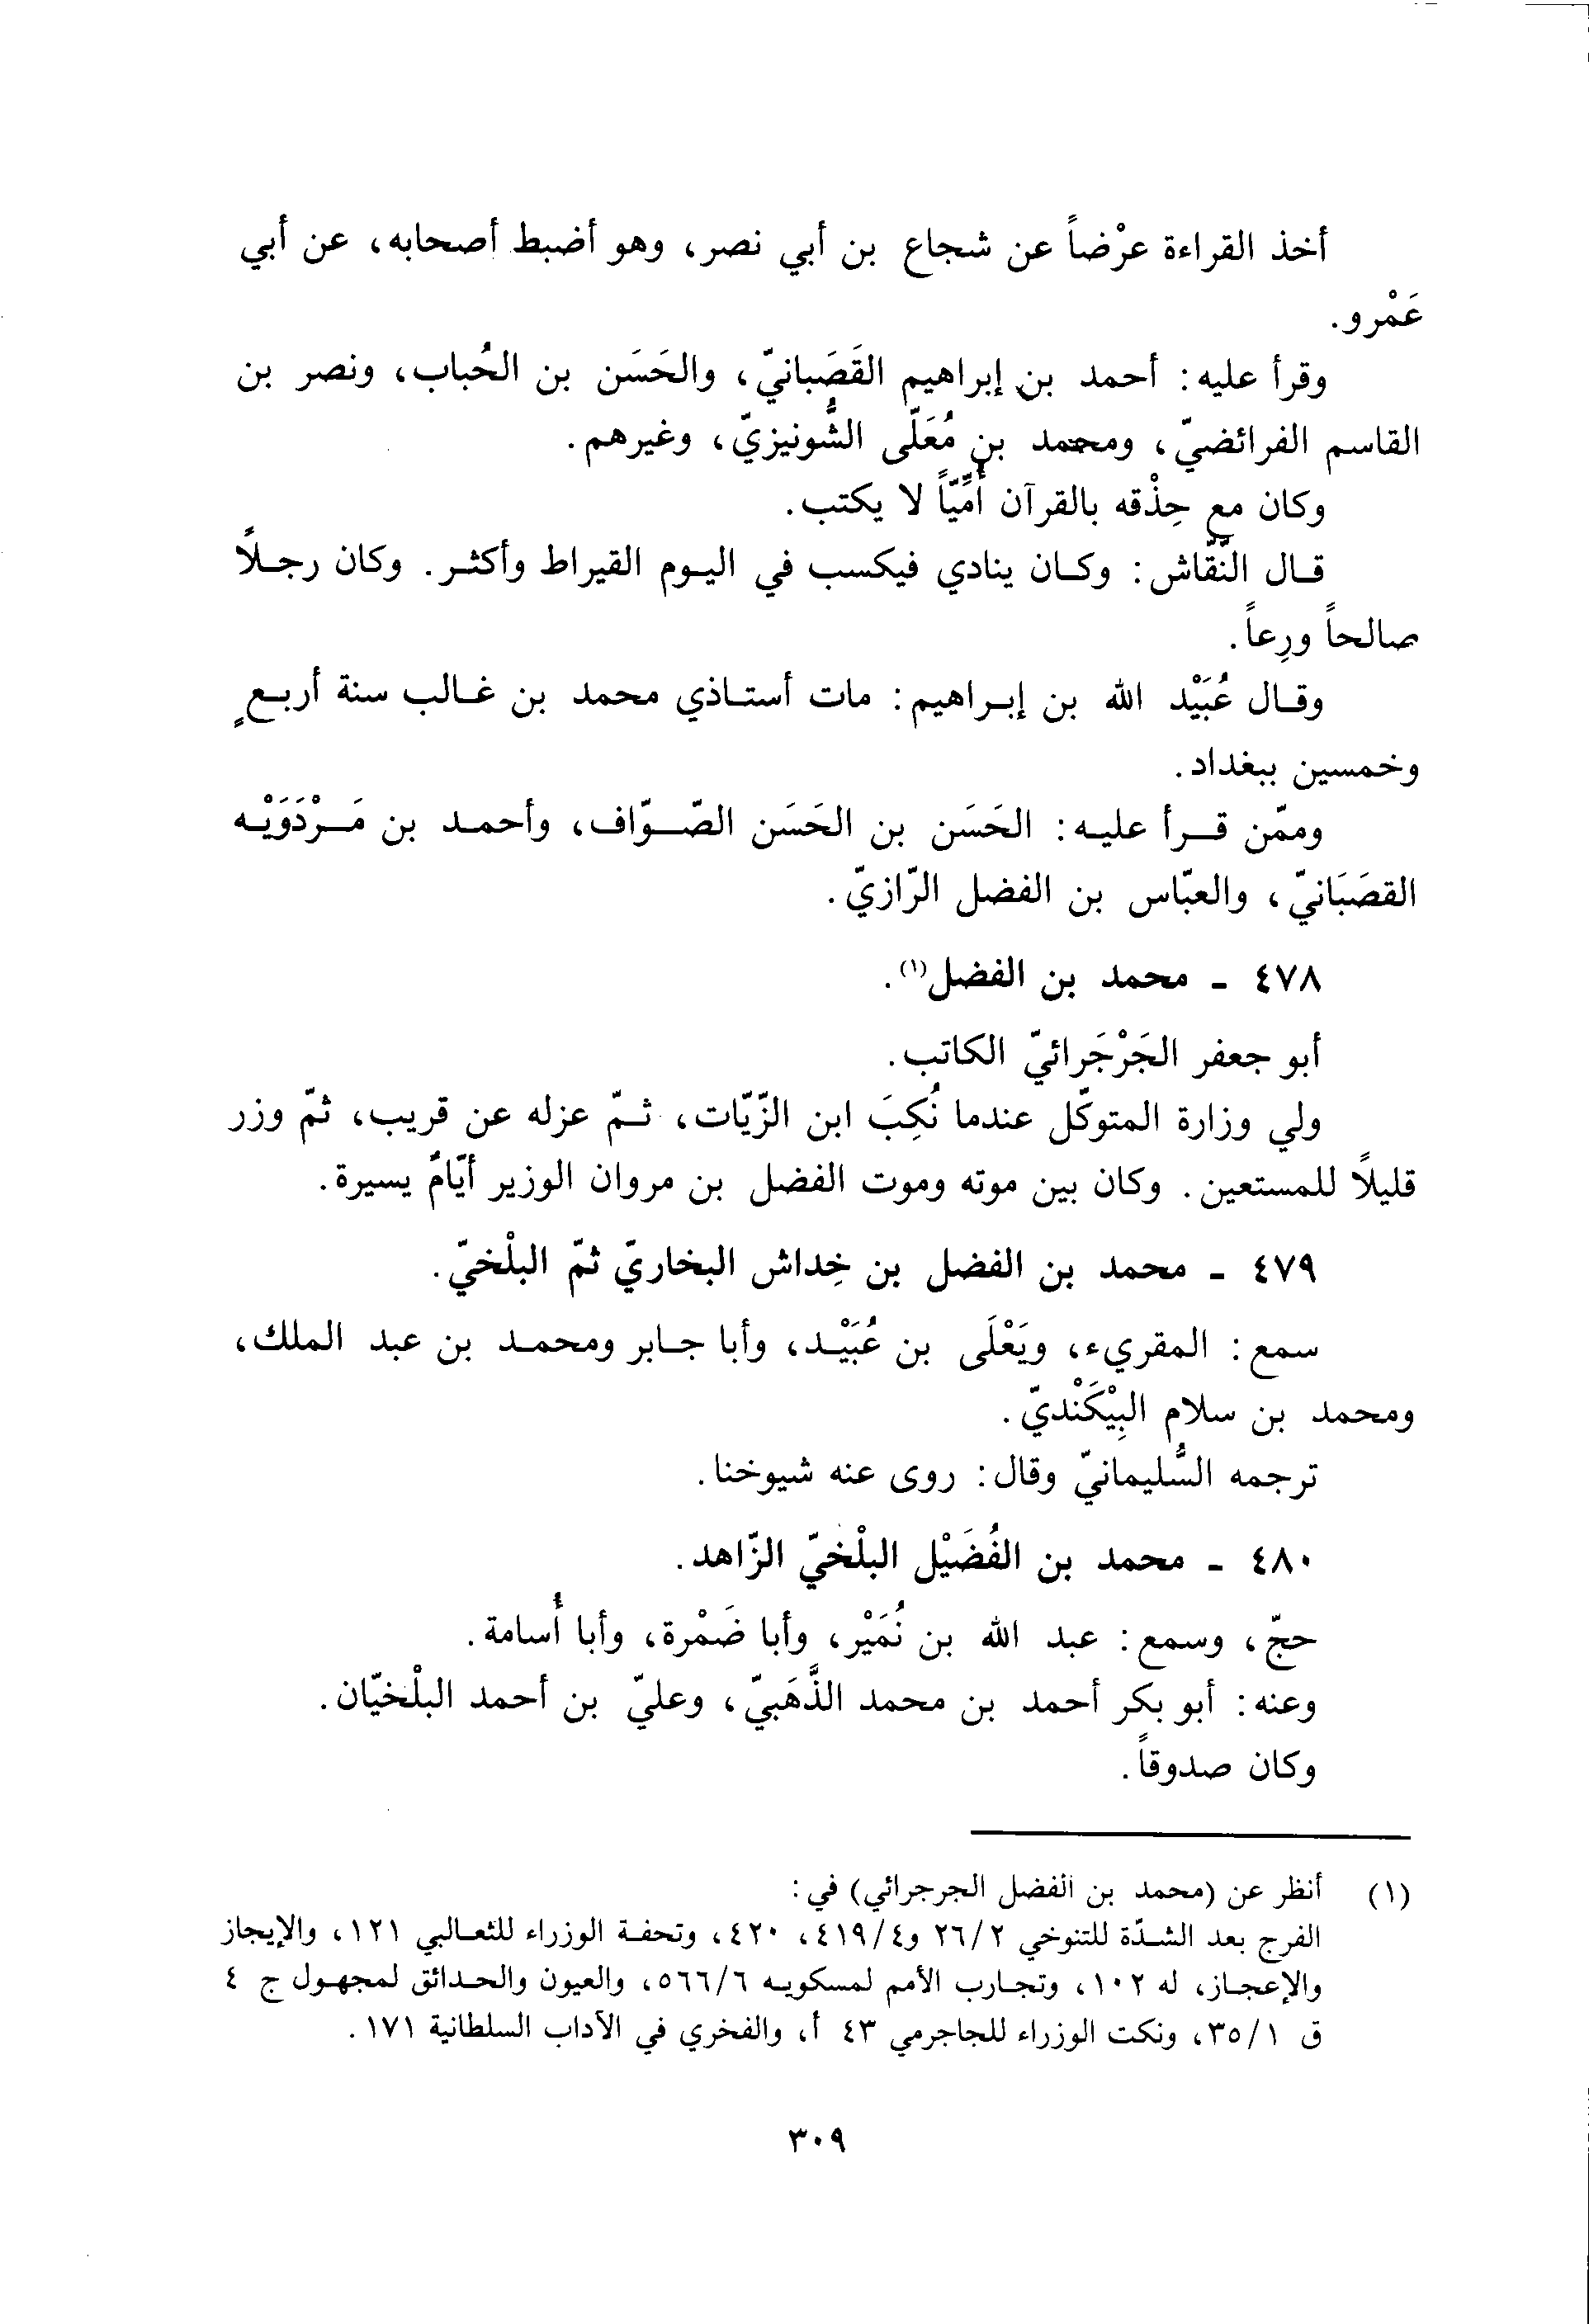 أخذ القراءة عرْضاً عن شجاع بن أبي نصر، وهو أضبط أصحابه، عن أبي
عَمْرو.
وقرأ عليه: أحمد بن إبراهيم القَصَبانيّ، والحَسَن بن الحُباب، ونصر بن
القاسم الفرائضيّ، ومحمد بن مُعَلّى الشُّونيزيّ، وغيرهم.
وكان مع حِذْقه بالقرآن أُمِّيّاً لا يكتب.
قال النّقّاش: وكان ينادي فيكسب في اليوم القيراط وأكثر. وكان رجلاً
صالحاً ورِعاً.
وقال عُبَيْد الله بن إبراهيم: مات أستاذي محمد بن غالب سنة أربعٍ
وخمسين ببغداد.
وممّن قرأ عليه: الحَسَن بن الحَسَن الصّوّاف، وأحمد بن مَرْدَوَيْه
القصَبَانيّ، والعبّاس بن الفضل الرّازيّ.
٤٧٨ - محمد بن الفضل(١).
أبو جعفر الجَرْجَرائيّ الكاتب.
ولي وزارة المتوكّل عندما نُكِبَ ابن الزّيّات، ثمّ عزله عن قريب، ثمّ وزر
قليلاً للمستعين. وكان بين موته وموت الفضل بن مروان الوزير أيّامٌ يسيرة.
٤٧٩ - محمد بن الفضل بن خِداش البخاريّ ثمّ البلْخيّ.
سمع: المقريء، ويَعْلَى بن عُبَيْد، وأبا جابر ومحمد بن عبد الملك،
ومحمد بن سلام البِيْكَنْديّ.
ترجمه السُّليمانيّ وقال: روى عنه شيوخنا.
٤٨٠ - محمد بن الفُضَيْل البلْخيّ الزّاهد.
حجّ، وسمع: عبد الله بن نُمَيْر، وأبا ضَمْرة، وأبا أُسامة.
وعنه: أبو بكر أحمد بن محمد الذَّهَبيّ، وعليّ بن أحمد البلْخيّان.
وكان صدوقاً.
(١) أنظر عن (محمد بن الفضل الجرجرائي) في:
الفرج بعد الشدّة للتنوخي ٢٦/٢ و٤١٩/٤، ٤٢٠، وتحفة الوزراء للثعالبي ١٢١، والإيجاز
والإعجاز، له ١٠٢، وتجارب الأمم لمسكويه ٥٦٦/٦، والعيون والحدائق لمجهول ج ٤
ق ٣٥/١، ونكت الوزراء للجاجرمي ٤٣ أ، والفخري في الآداب السلطانية ١٧١.
٣٠٩